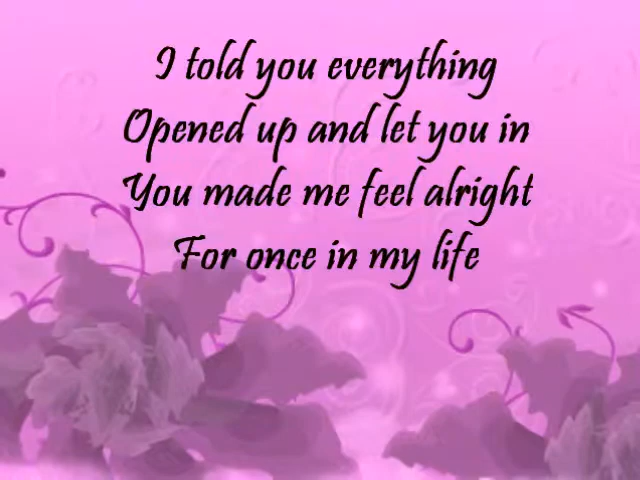 I told you everything
Opened up and let you in
You made me feel alright
For once in my life